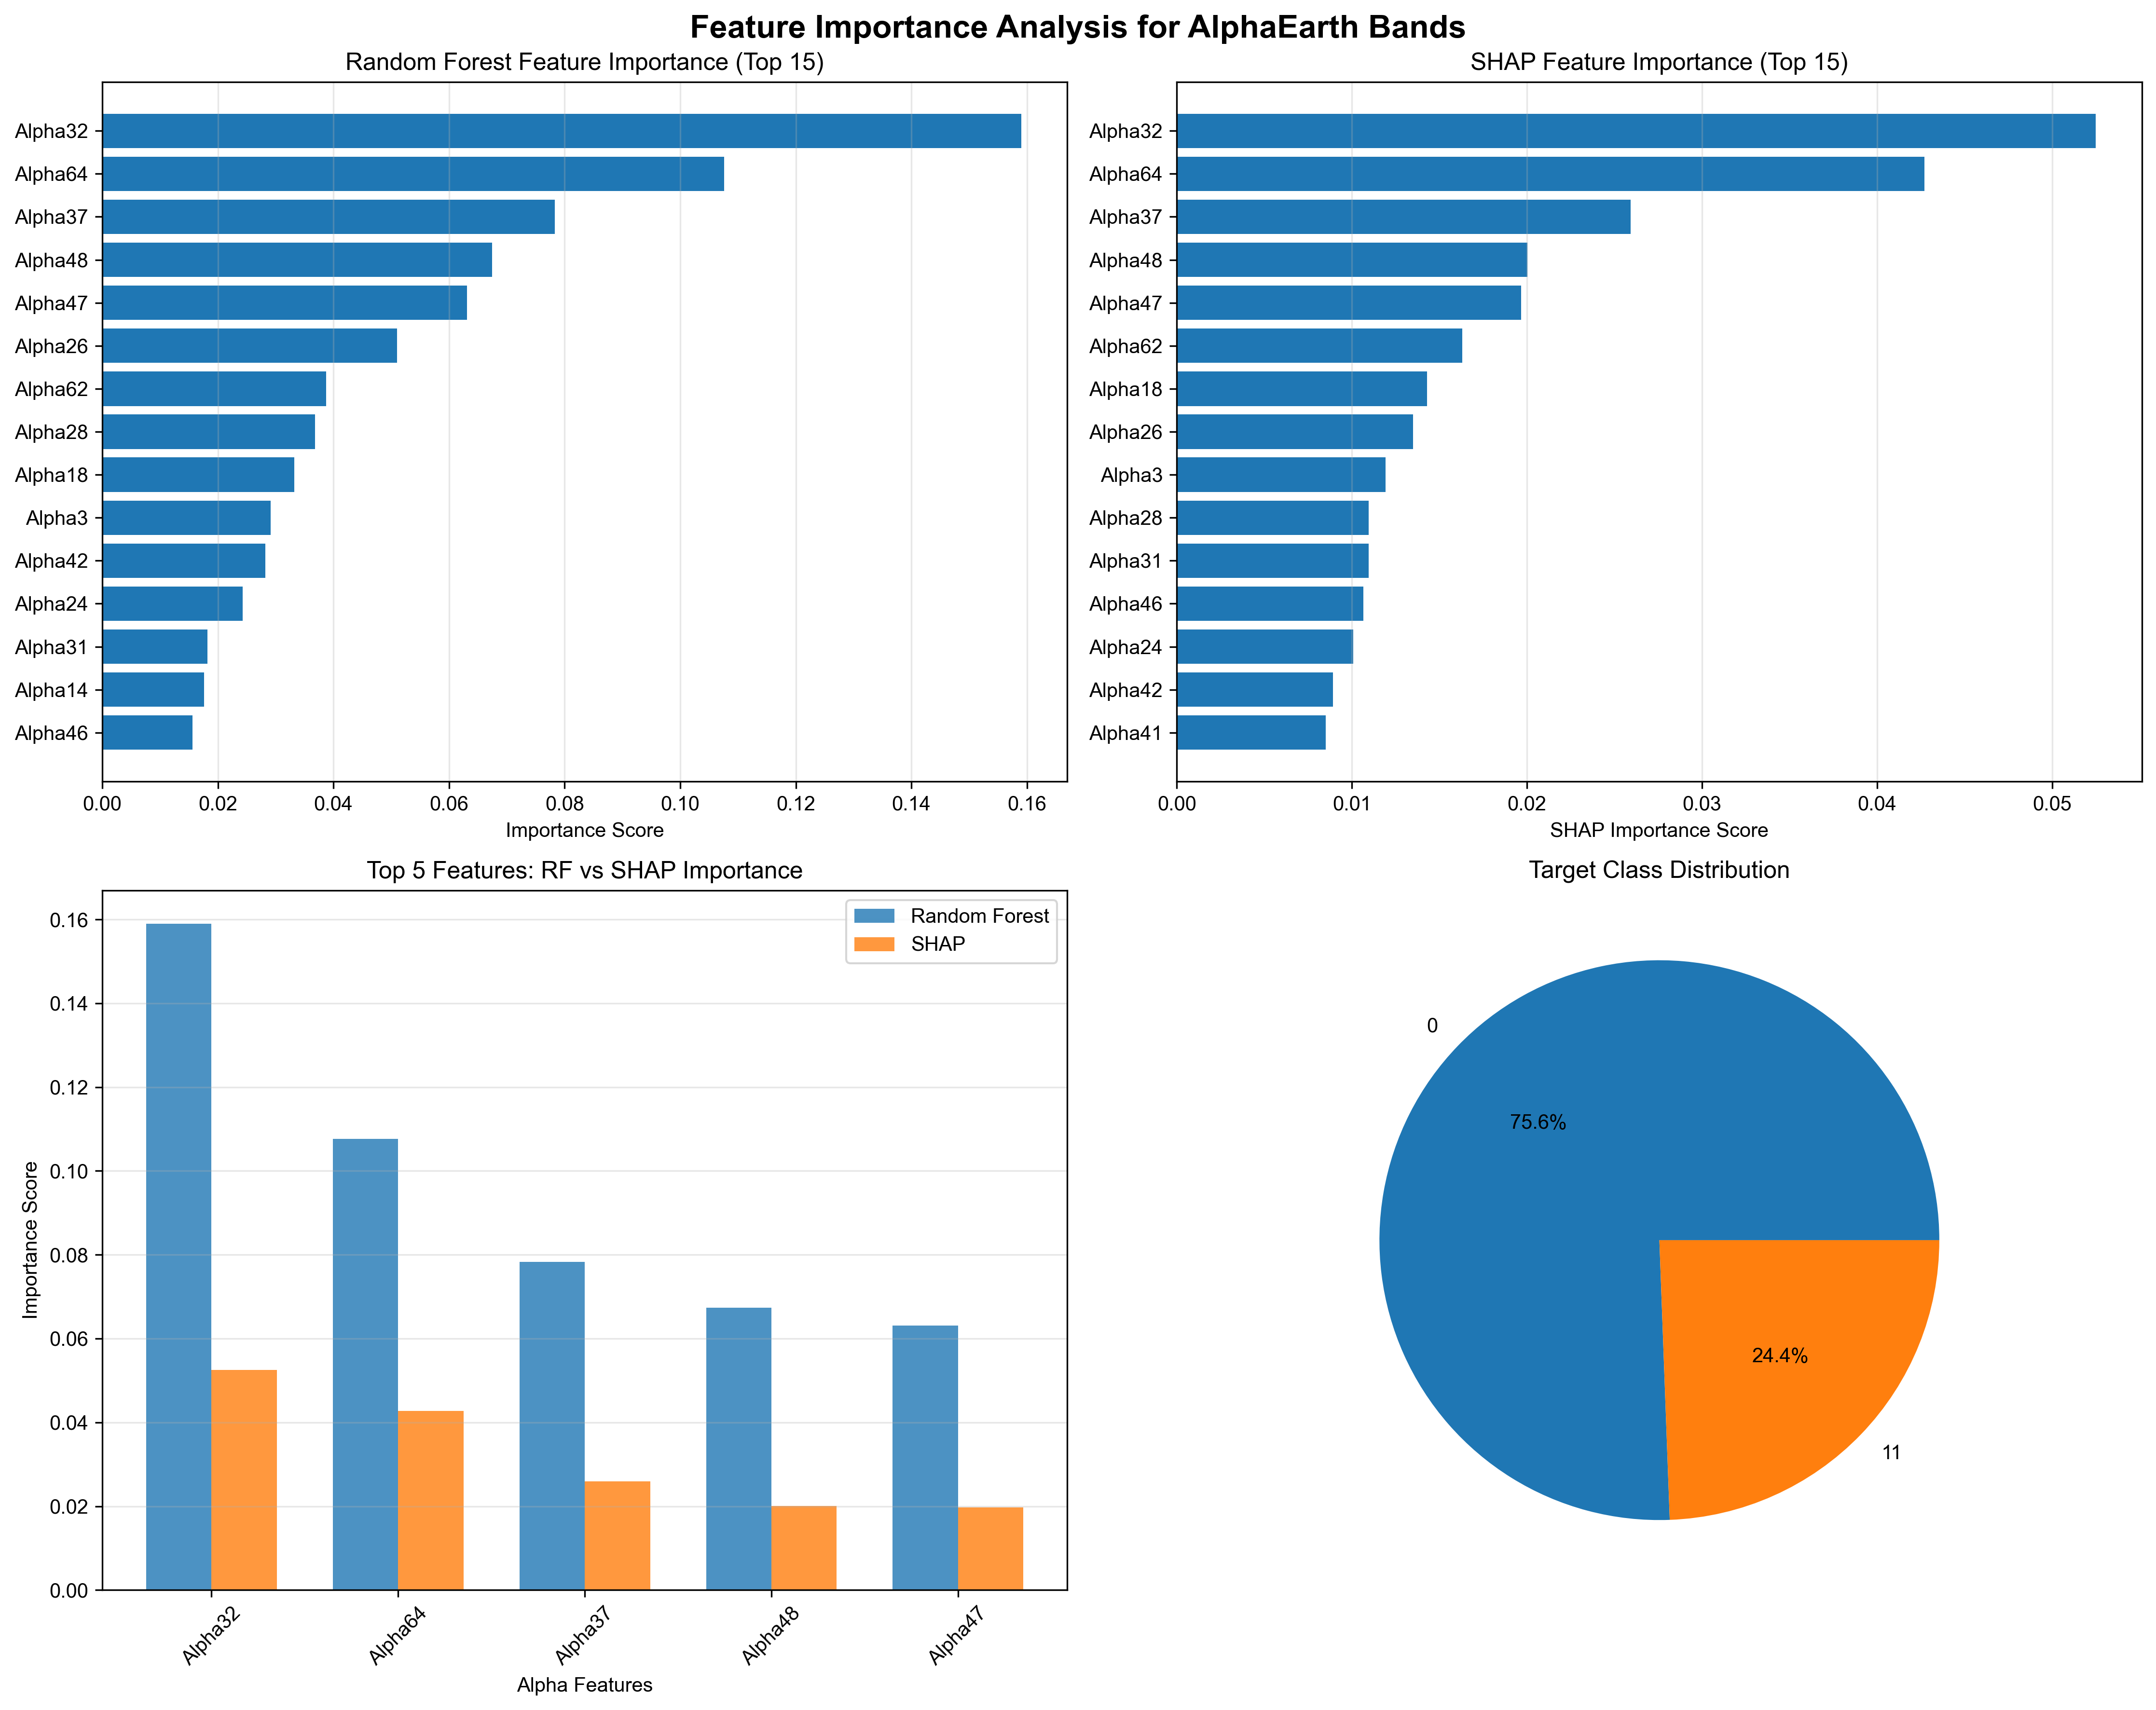 Feature Importance Analysis for AlphaEarth Bands
Random Forest Feature Importance (Top 15)
Alpha32
Alpha64
Alpha37
Alpha48
Alpha47
Alpha26
Alpha62
Alpha28
Alpha18
Alpha3
Alpha42
Alpha24
Alpha31
Alpha14
Alpha46
0.00 0.02 0.04 0.06 0.08 0.10 0.12 0.14 0.16
Importance Score
SHAP Feature Importance (Top 15)
Alpha32
Alpha64
Alpha37
Alpha48
Alpha47
Alpha62
Alpha18
Alpha26
Alpha3
Alpha28
Alpha31
Alpha46
Alpha24
Alpha42
Alpha41
0.00 0.01 0.02 0.03 0.04 0.05
SHAP Importance Score
Top 5 Features: RF vs SHAP Importance
Random Forest
SHAP
0.16
0.14
0.12
0.10
0.08
0.06
0.04
0.02
0.00
Importance Score
Alpha32 Alpha64 Alpha37 Alpha48 Alpha47
Alpha Features
Target Class Distribution
0
75.6%
24.4%
11